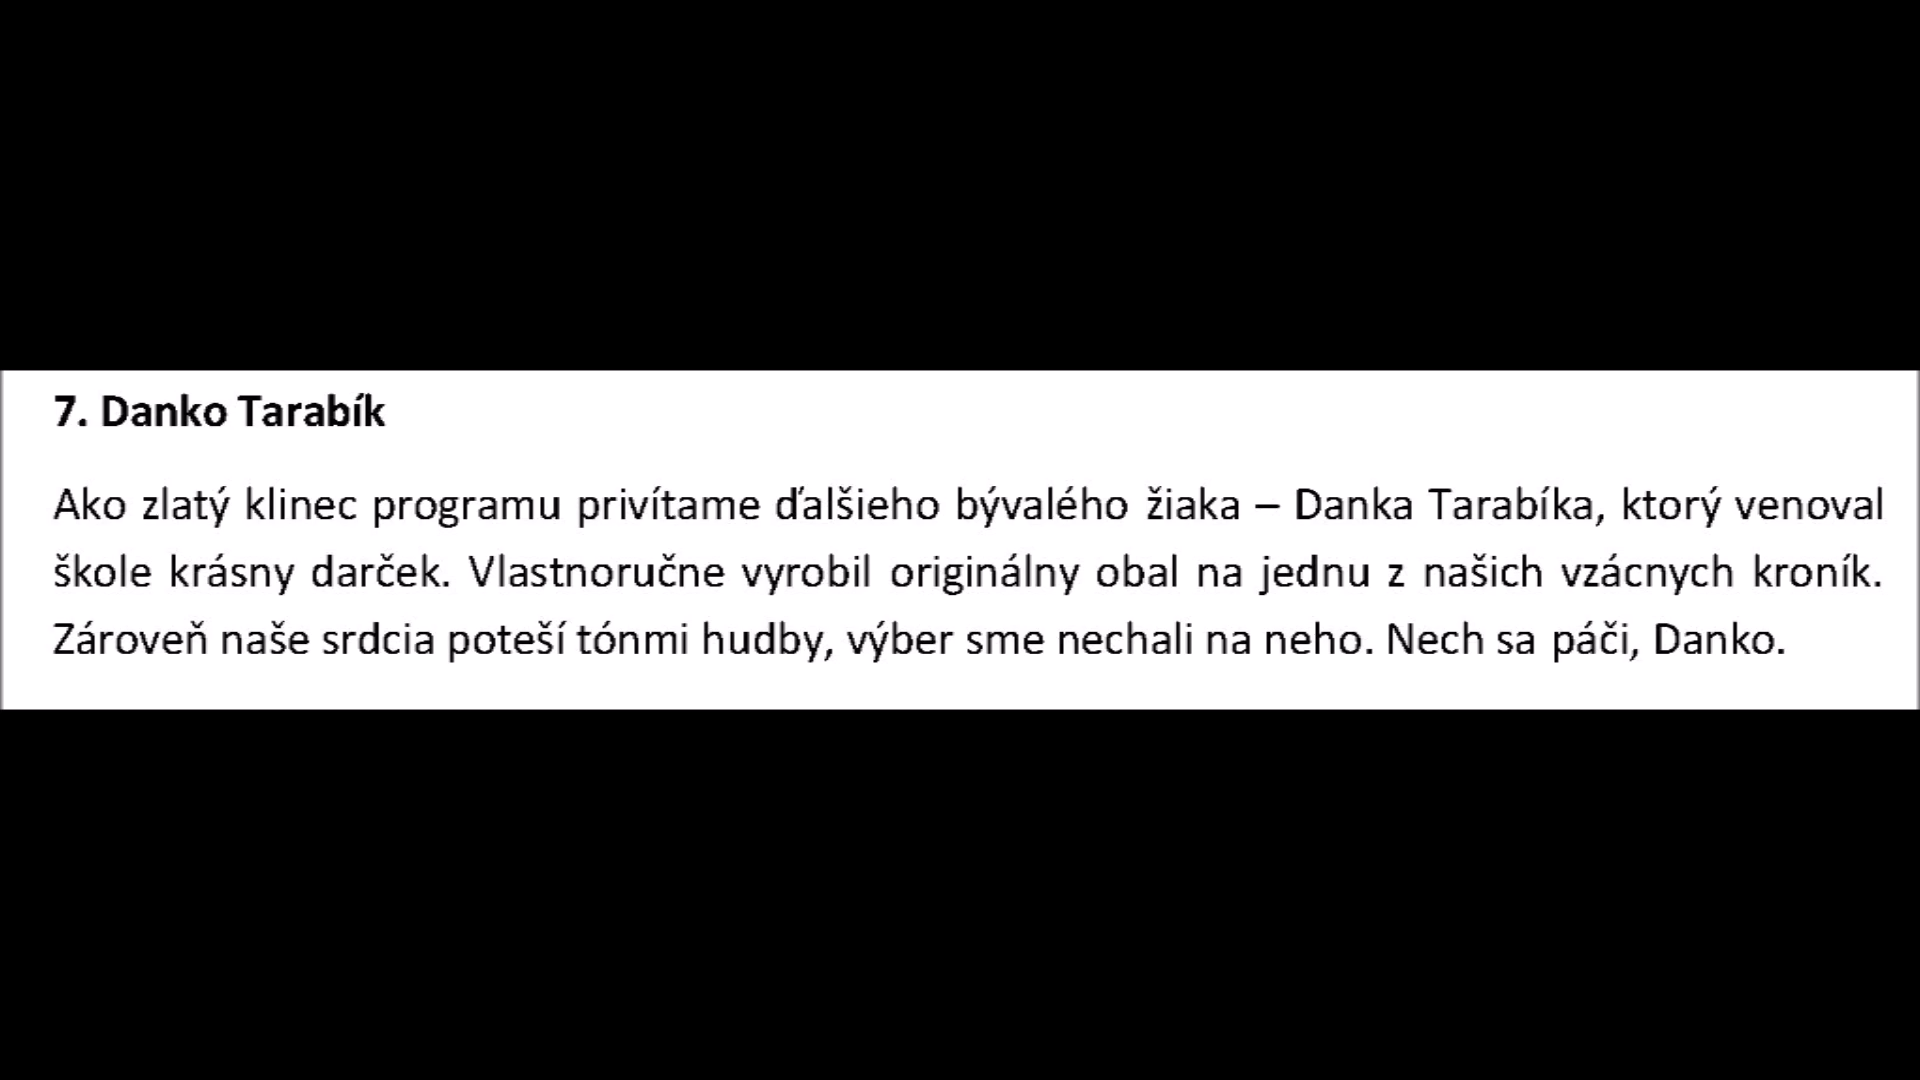 7. Danko Tarabík
Ako zlatý klinec programu privítame ďalšieho bývalého žiaka – Danka Tarabíka, ktorý venoval
škole krásny darček. Vlastnoručne vyrobil originálny obal na jednu z našich vzácnych kroník.
Zároveň naše srdcia poteší tónmi hudby, výber sme nechali na neho. Nech sa páči, Danko.